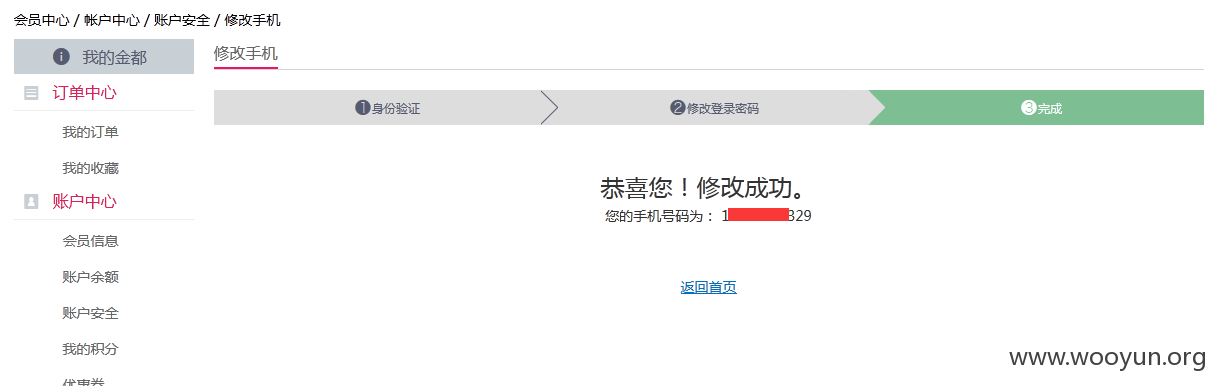 会员中心 / 帐户中心 / 账户安全 / 修改手机
我的金都
订单中心
我的订单
我的收藏
账户中心
会员信息
账户余额
账户安全
我的积分
优惠券
修改手机
1身份验证
2修改登录密码
3完成
恭喜您！修改成功。
您的手机号码为： 1 329
返回首页
www.wooyun.org